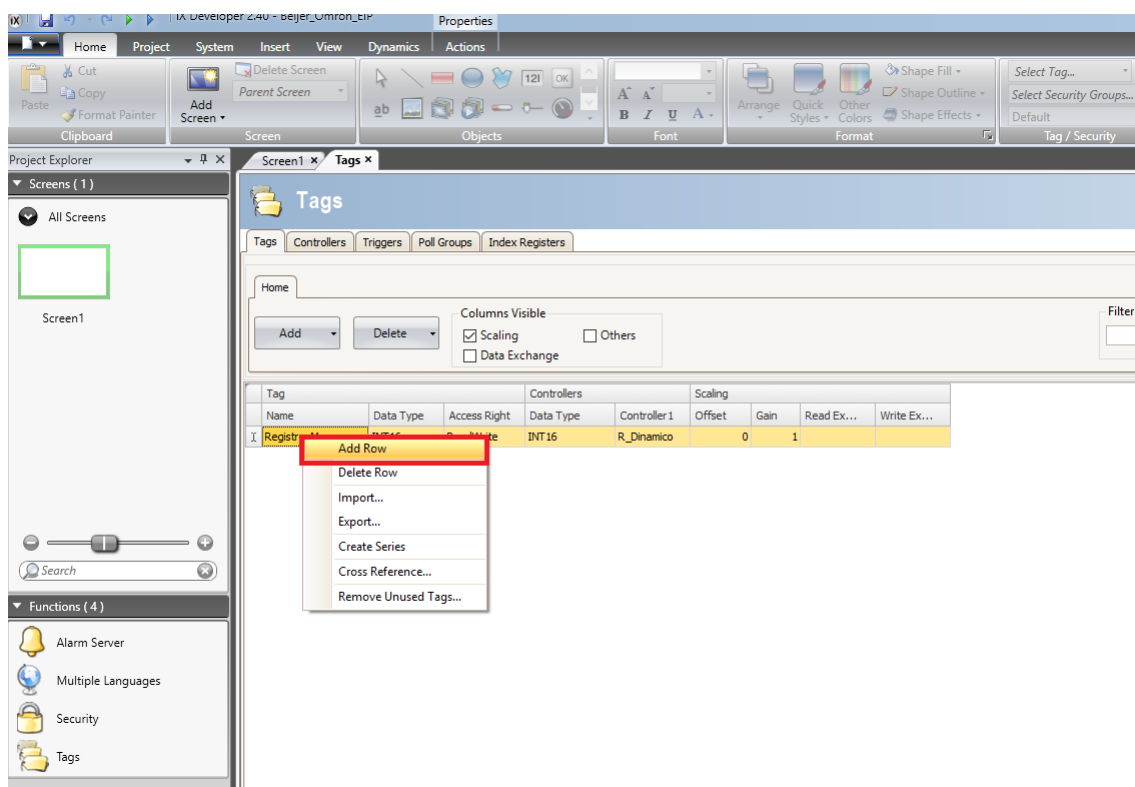 iX Developer 2.40 - Beijer_Omron_EIP
Properties
Home Project System Insert View Dynamics Actions
Paste
Cut
Copy
Format Painter
Clipboard
Add
Screen
Delete Screen
Parent Screen
Screen
ab
123
OK
Objects
A A
B I U A
Font
Arrange
Quick
Styles
Other
Colors
Shape Fill
Shape Outline
Shape Effects
Format
Select Tag...
Select Security Groups...
Default
Tag / Security
Project Explorer
Screen1 Tags
Screens ( 1 )
All Screens
Screen1
Search
Functions ( 4 )
Alarm Server
Multiple Languages
Security
Tags
Tags
Tags Controllers Triggers Poll Groups Index Registers
Home
Add
Delete
Columns Visible
Scaling Others
Data Exchange
Filter
Tag Controllers Scaling
Name Data Type Access Right Data Type Controller1 Offset Gain Read Ex... Write Ex...
INT16 R_Dinamico 0 1
Add Row
Delete Row
Import...
Export...
Create Series
Cross Reference...
Remove Unused Tags...